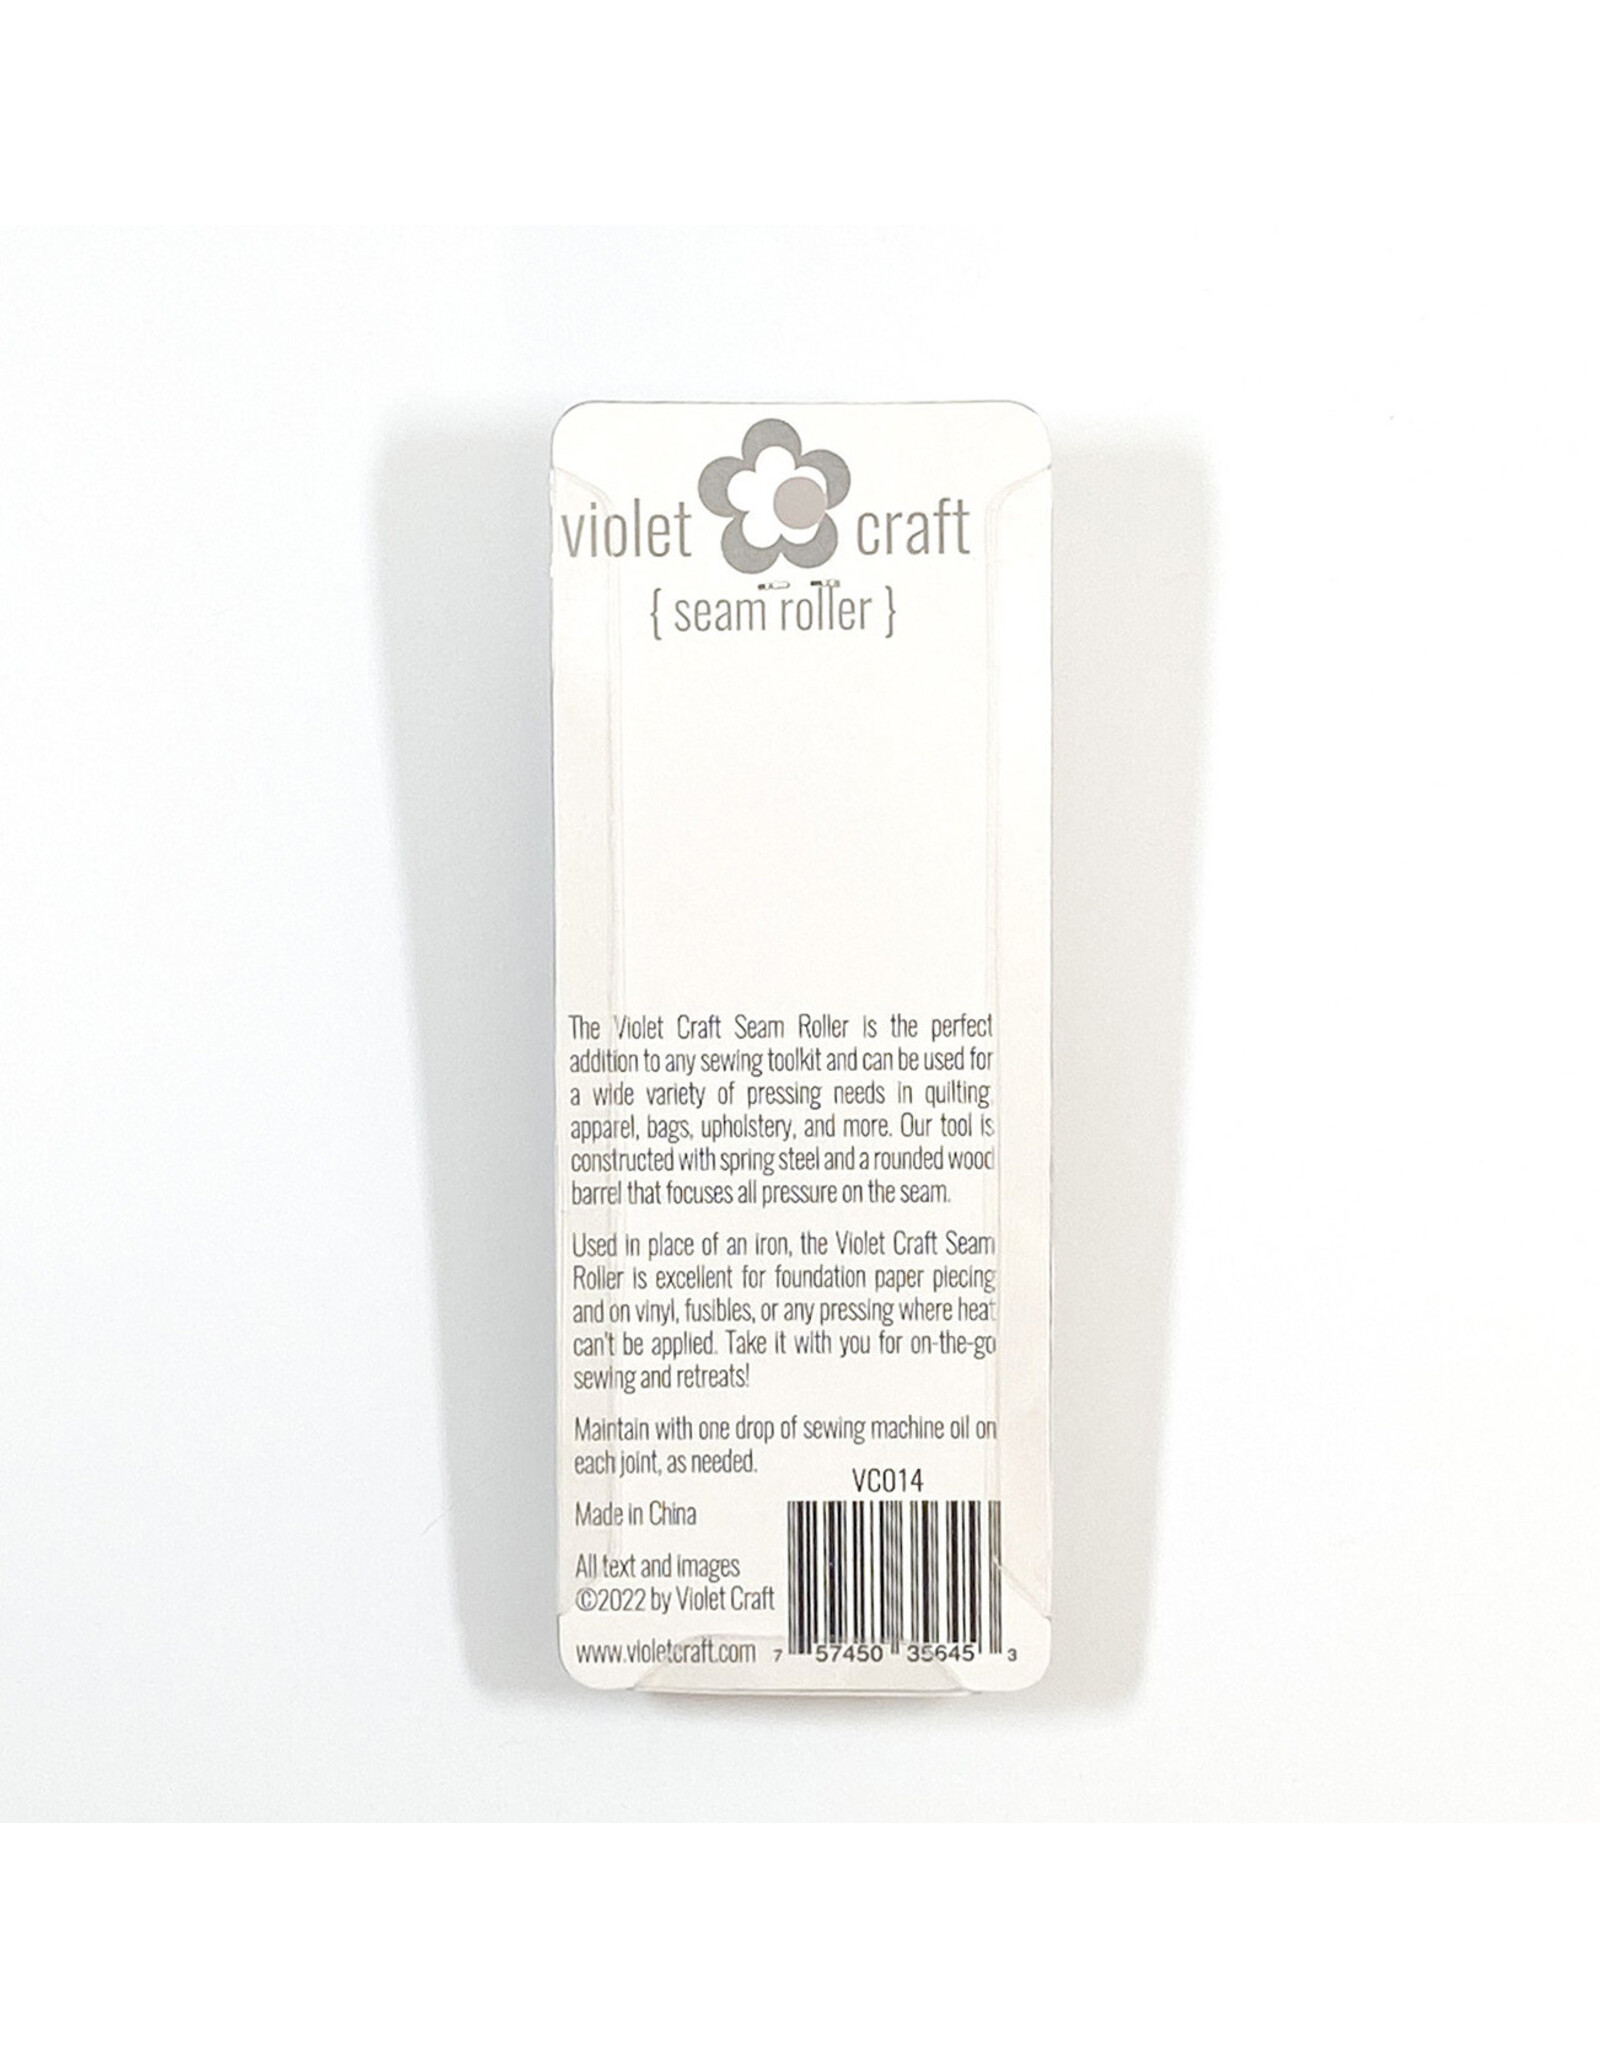 violet craft
{ seam roller }
The Violet Craft Seam Roller is the perfect
addition to any sewing toolkit and can be used for
a wide variety of pressing needs in quilting,
apparel, bags, upholstery, and more. Our tool is
constructed with spring steel and a rounded wood
barrel that focuses all pressure on the seam.
Used in place of an iron, the Violet Craft Seam
Roller is excellent for foundation paper piecing
and on vinyl, fusibles, or any pressing where heat
can't be applied. Take it with you for on-the-go
sewing and retreats!
Maintain with one drop of sewing machine oil on
each joint, as needed.
VC014
Made in China
All text and images
©2022 by Violet Craft
www.violetcraft.com
7 57450 35645 3